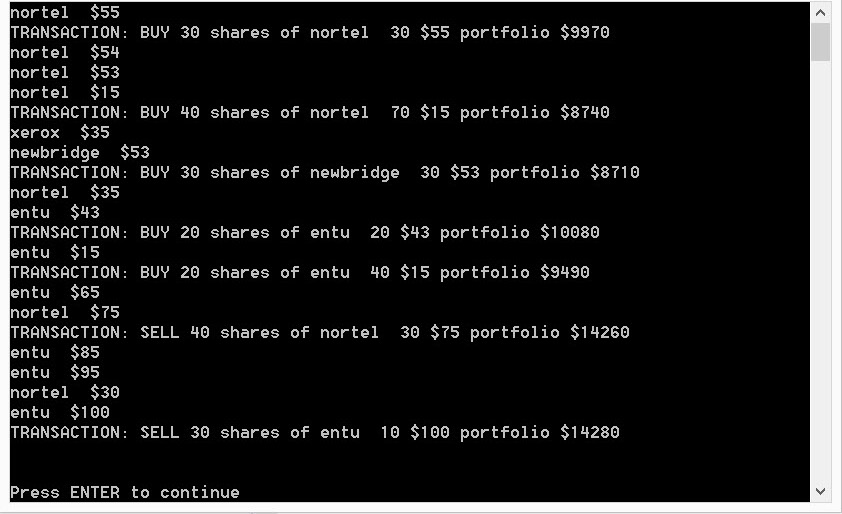 nortel  $55
TRANSACTION: BUY 30 shares of nortel  30 $55 portfolio $9970
nortel  $54
nortel  $53
nortel  $15
TRANSACTION: BUY 40 shares of nortel  70 $15 portfolio $8740
xerox  $35
newbridge  $53
TRANSACTION: BUY 30 shares of newbridge  30 $53 portfolio $8710
nortel  $35
entu  $43
TRANSACTION: BUY 20 shares of entu  20 $43 portfolio $10080
entu  $15
TRANSACTION: BUY 20 shares of entu  40 $15 portfolio $9490
entu  $65
nortel  $75
TRANSACTION: SELL 40 shares of nortel  30 $75 portfolio $14260
entu  $85
entu  $95
nortel  $30
entu  $100
TRANSACTION: SELL 30 shares of entu  10 $100 portfolio $14280
Press ENTER to continue